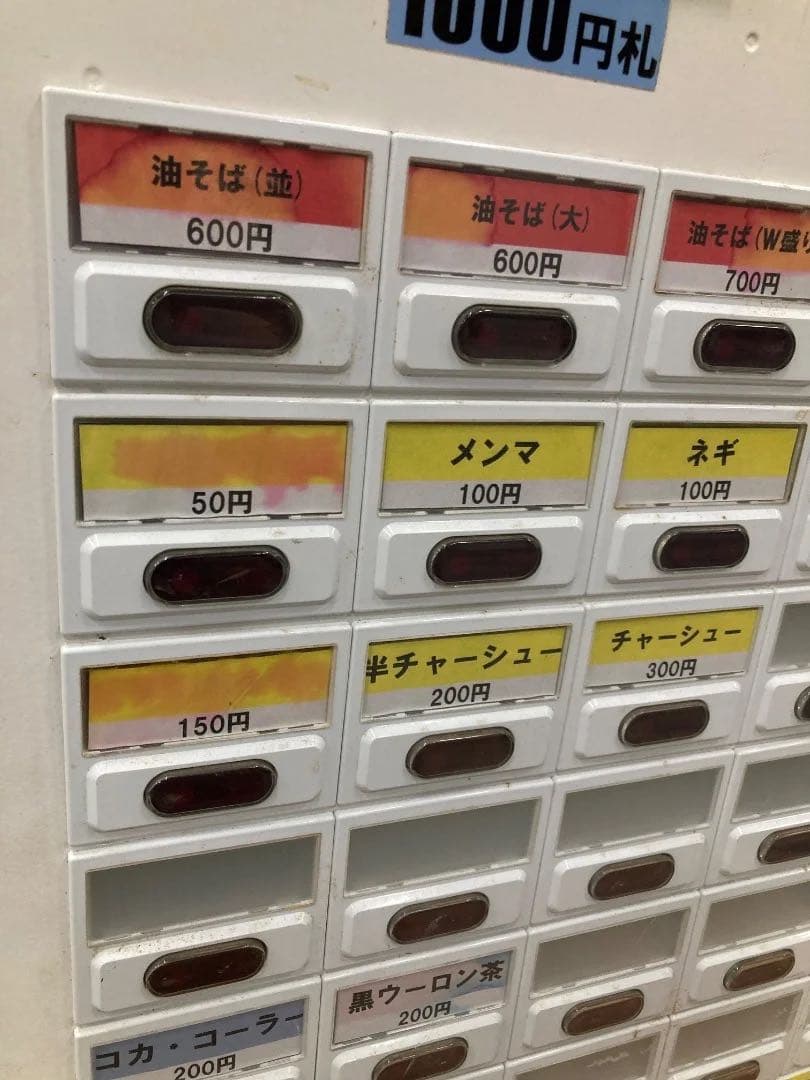 1000円札
油そば(並)
600円
油そば(大)
600円
油そば(W盛り
700円
50円
メンマ
100円
ネギ
100円
150円
半チャーシュー
200円
チャーシュー
300円
コカ・コーラ
200円
黒ウーロン茶
200円